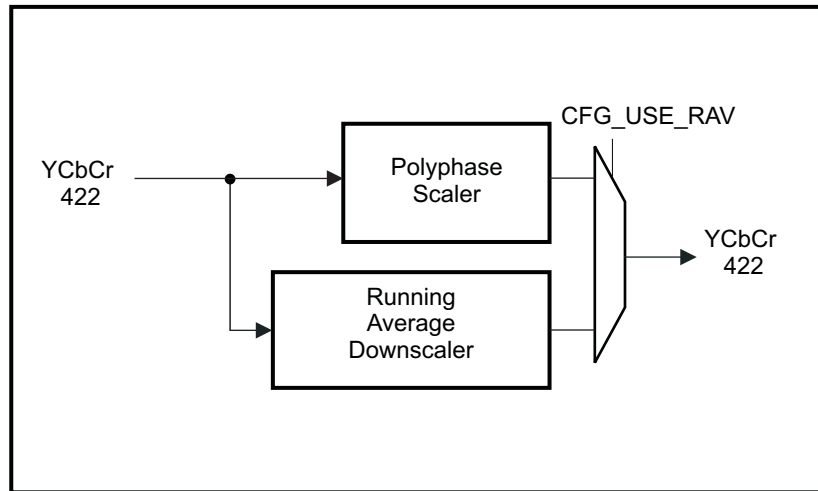 CFG_USE_RAV
YCbCr
422
Polyphase
Scaler
YCbCr
422
Running
Average
Downscaler